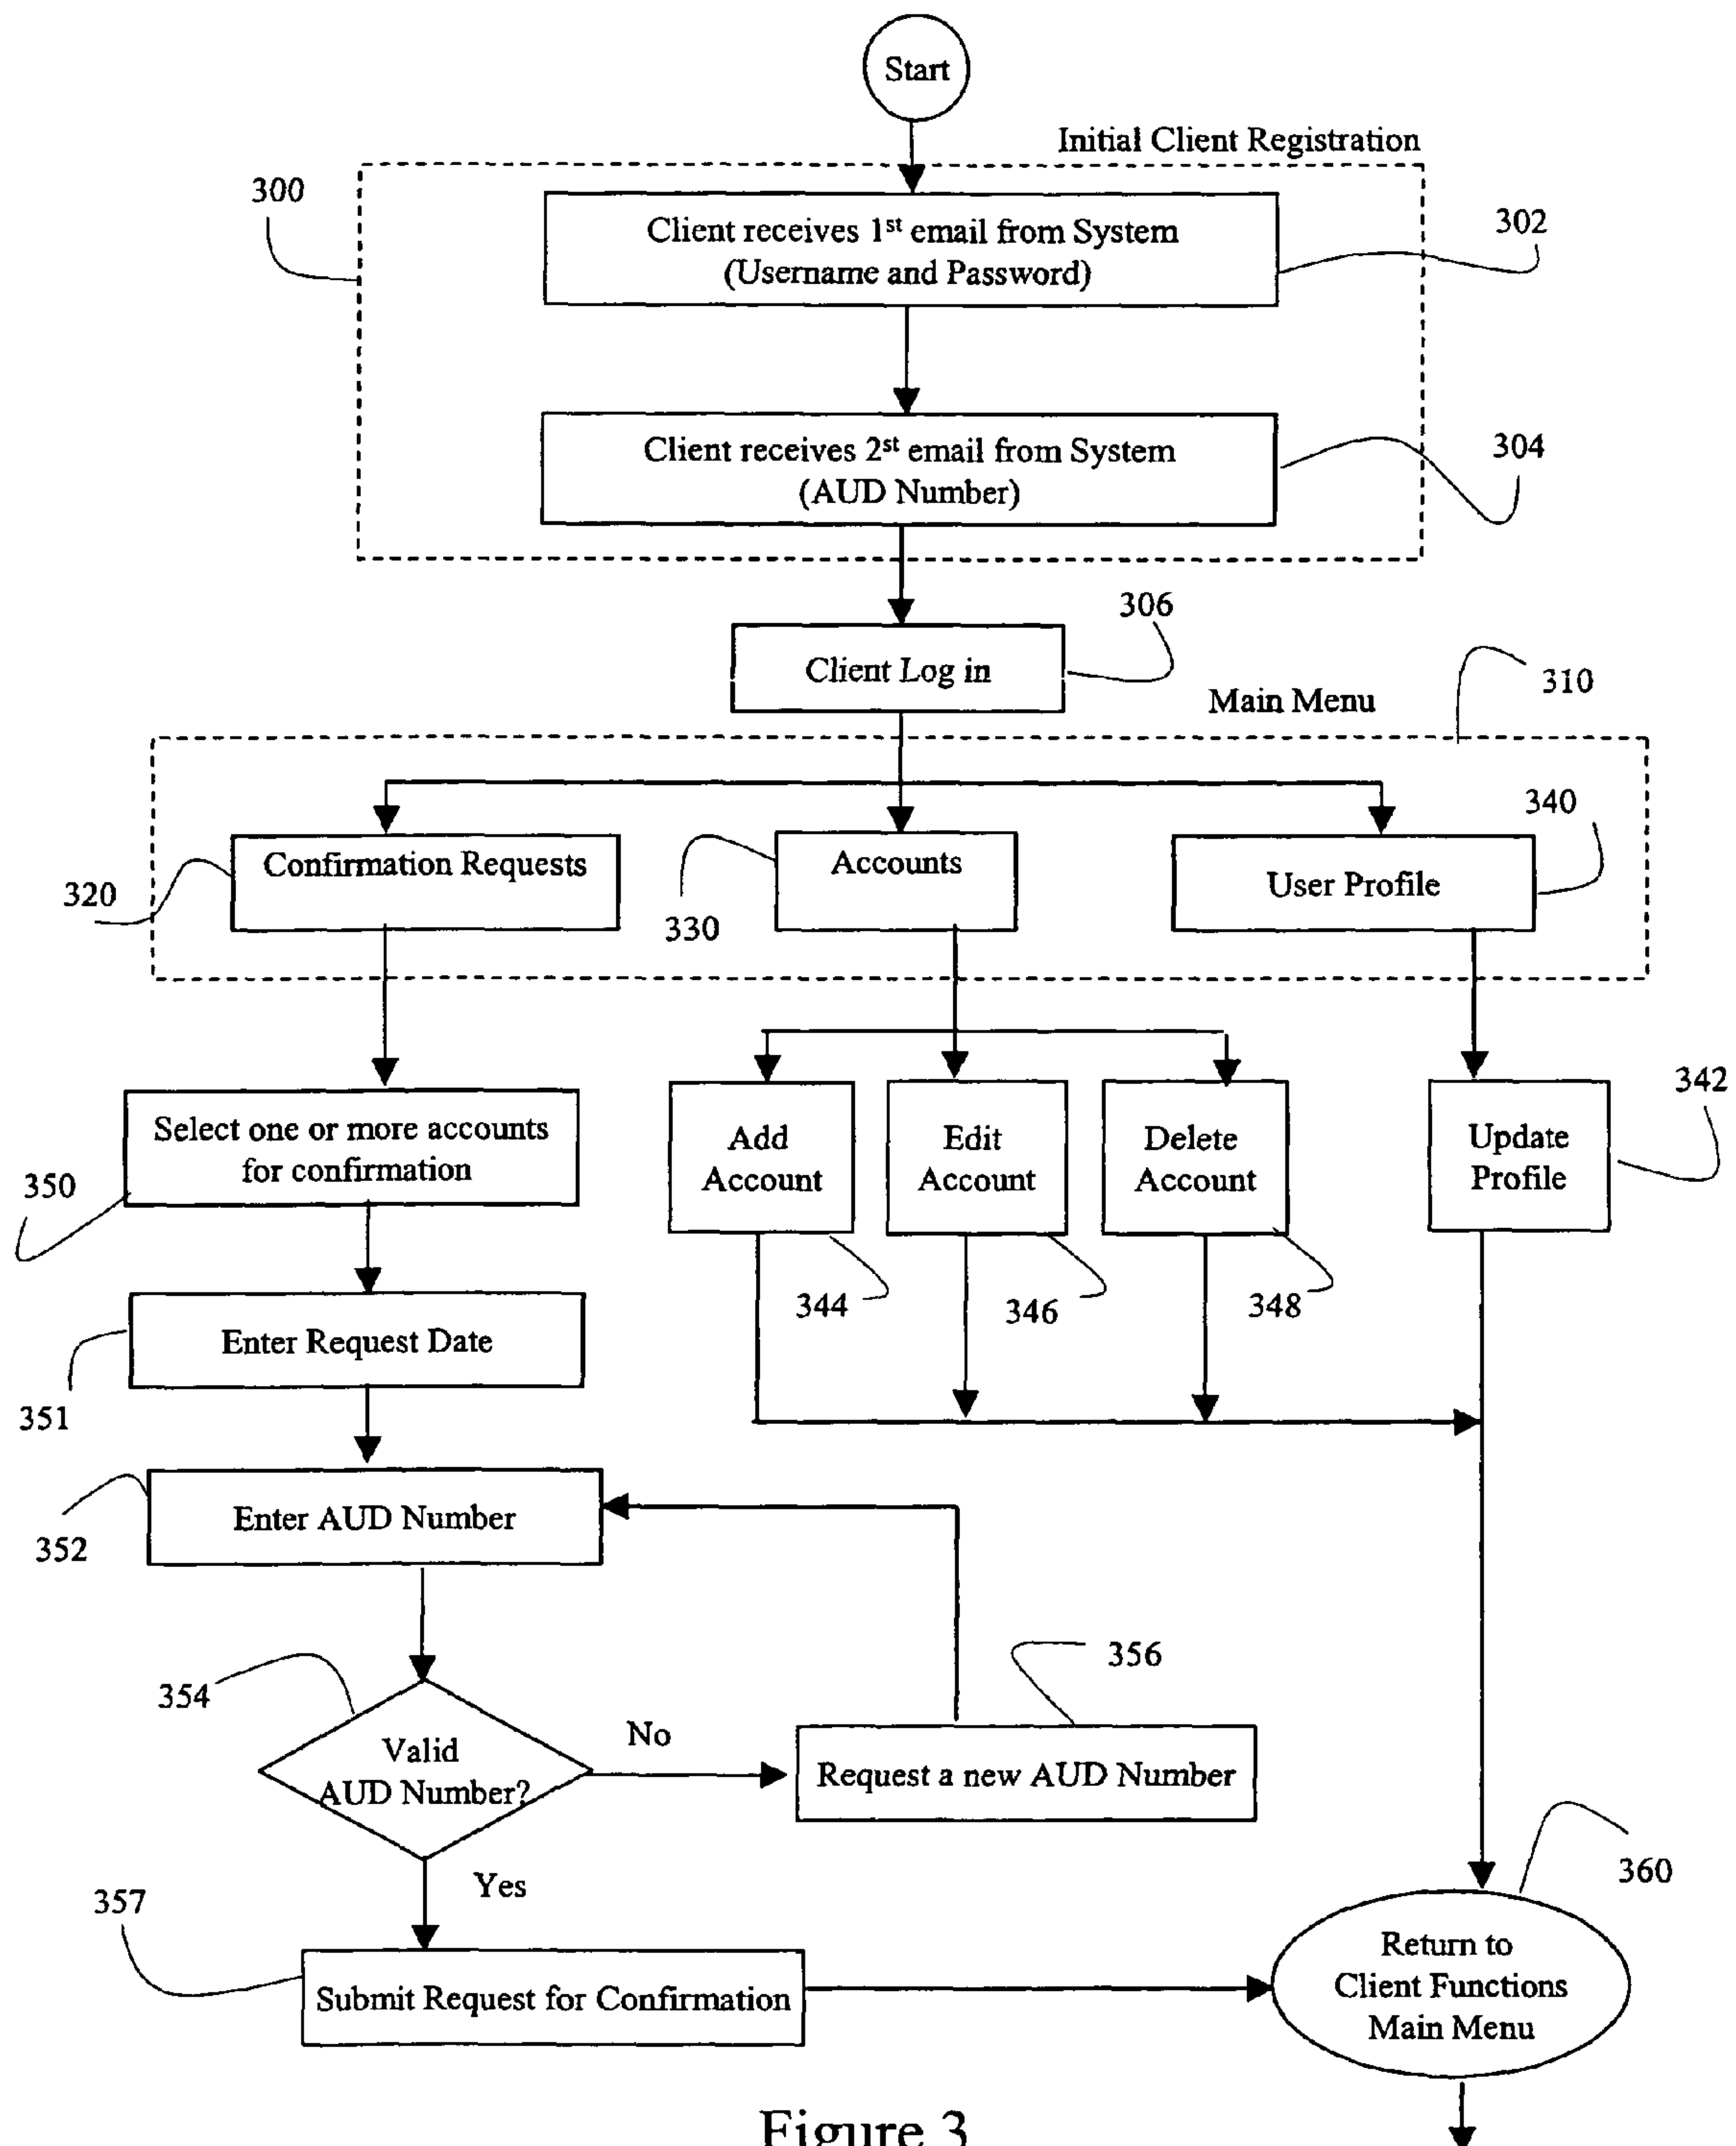 Start
Initial Client Registration
300
Client receives 1st email from System
(Username and Password)
302
Client receives 2st email from System
(AUD Number)
304
306
Client Log in
Main Menu
310
340
Confirmation Requests
Accounts
User Profile
320
330
342
Select one or more accounts
for confirmation
350
Add
Account
Edit
Account
Delete
Account
Update
Profile
344
346
348
Enter Request Date
351
Enter AUD Number
352
354
356
Valid
AUD Number?
No
Request a new AUD Number
Yes
357
360
Submit Request for Confirmation
Return to
Client Functions
Main Menu
Figure 3